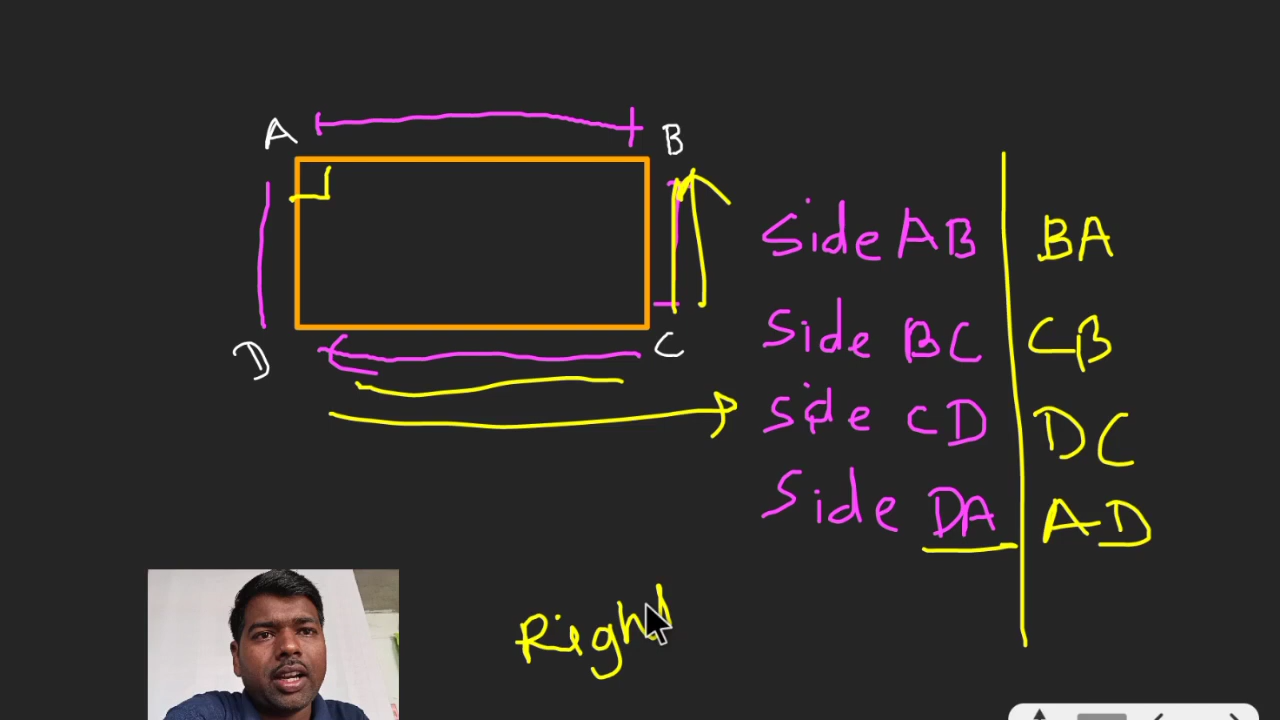 A B
D C
Side AB BA
Side BC CB
Side CD DC
Side DA AD
Right